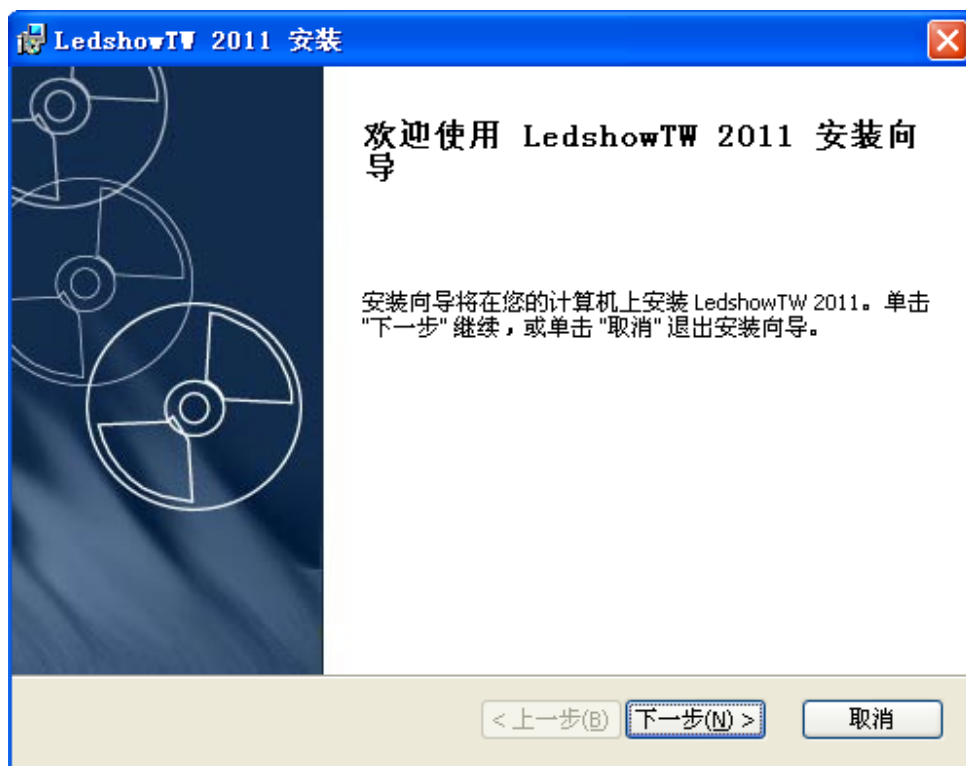 LedshowTW 2011 安装
欢迎使用 LedshowTW 2011 安装向
导
安装向导将在您的计算机上安装 LedshowTW 2011。单击
"下一步" 继续，或单击 "取消" 退出安装向导。
< 上一步(B) 下一步(N) > 取消